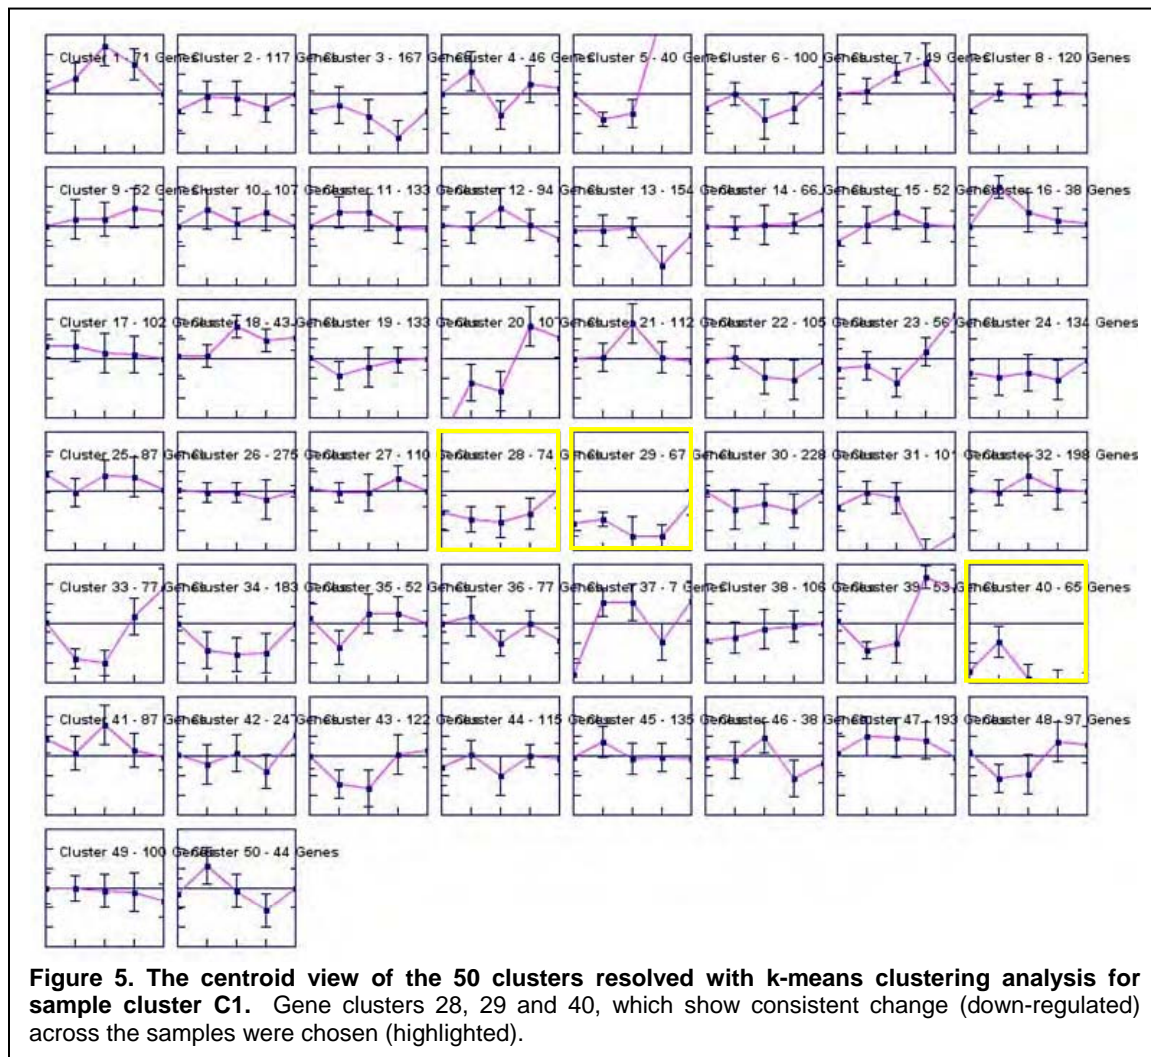 Cluster 1 - 71 Genes
Cluster 2 - 117 Genes
Cluster 3 - 167 Genes
Cluster 4 - 46 Genes
Cluster 5 - 40 Genes
Cluster 6 - 100 Genes
Cluster 7 - 49 Genes
Cluster 8 - 120 Genes
Cluster 9 - 52 Genes
Cluster 10 - 107 Genes
Cluster 11 - 133 Genes
Cluster 12 - 94 Genes
Cluster 13 - 154 Genes
Cluster 14 - 66 Genes
Cluster 15 - 52 Genes
Cluster 16 - 38 Genes
Cluster 17 - 102 Genes
Cluster 18 - 43 Genes
Cluster 19 - 133 Genes
Cluster 20 - 10 Genes
Cluster 21 - 112 Genes
Cluster 22 - 105 Genes
Cluster 23 - 56 Genes
Cluster 24 - 134 Genes
Cluster 25 - 87 Genes
Cluster 26 - 275 Genes
Cluster 27 - 110 Genes
Cluster 28 - 74 Genes
Cluster 29 - 67 Genes
Cluster 30 - 228 Genes
Cluster 31 - 10 Genes
Cluster 32 - 198 Genes
Cluster 33 - 77 Genes
Cluster 34 - 183 Genes
Cluster 35 - 52 Genes
Cluster 36 - 77 Genes
Cluster 37 - 7 Genes
Cluster 38 - 106 Genes
Cluster 39 - 53 Genes
Cluster 40 - 65 Genes
Cluster 41 - 87 Genes
Cluster 42 - 247 Genes
Cluster 43 - 122 Genes
Cluster 44 - 115 Genes
Cluster 45 - 135 Genes
Cluster 46 - 38 Genes
Cluster 47 - 193 Genes
Cluster 48 - 97 Genes
Cluster 49 - 100 Genes
Cluster 50 - 44 Genes
Figure 5. The centroid view of the 50 clusters resolved with k-means clustering analysis for
sample cluster C1. Gene clusters 28, 29 and 40, which show consistent change (down-regulated)
across the samples were chosen (highlighted).